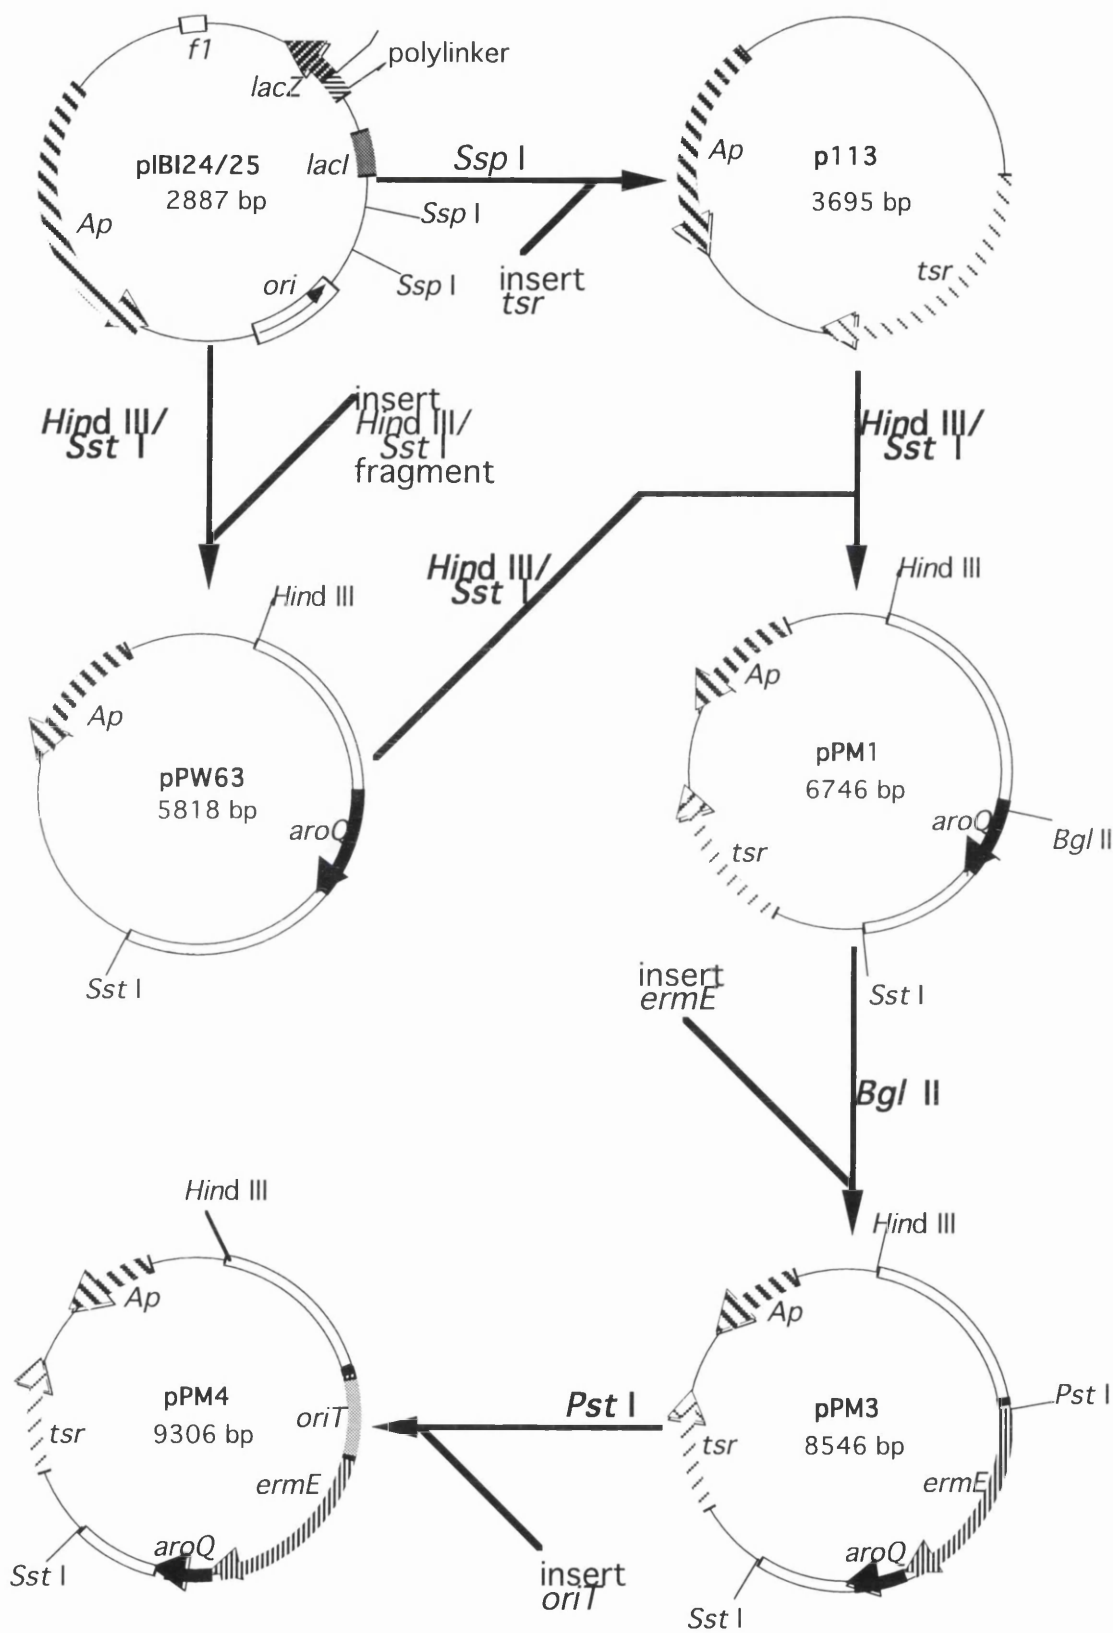 f1
polylinker
lacZ
pIBI24/25
2887 bp
lacI
Ssp I
Ap
Ssp I
Ssp I
ori
insert
tsr
Ap
p113
3695 bp
tsr
Hind III/
Sst I
insert
Hind III/
Sst I
fragment
Hind III/
Sst I
Hind III/
Sst I
Hind III
Ap
pPW63
5818 bp
aroQ
Sst I
Hind III
Ap
pPM1
6746 bp
aroQ
Bgl II
tsr
Sst I
insert
ermE
Bgl II
Hind III
Ap
pPM4
9306 bp
oriT
tsr
ermE
aroQ
Sst I
Pst I
insert
oriT
Hind III
Ap
Pst I
pPM3
8546 bp
tsr
ermE
aroQ
Sst I